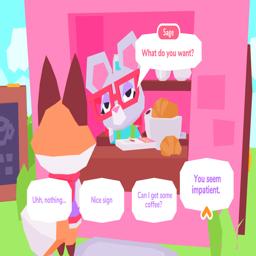 Sage
What do you want?
You seem
impatient.
Uhh, nothing...
Nice sign
Can I get some
coffee?